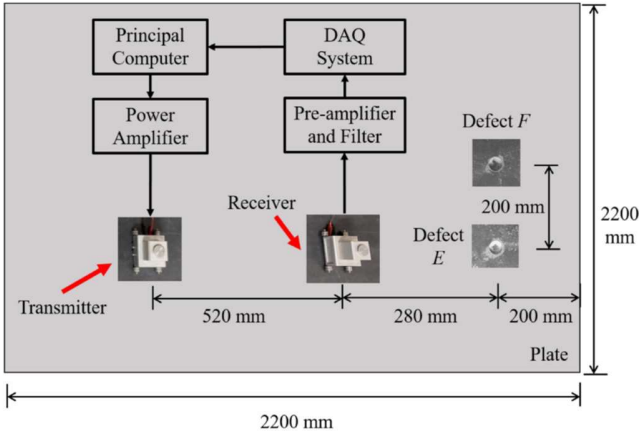 Principal
Computer
DAQ
System
Power
Amplifier
Pre-amplifier
and Filter
Defect F
200 mm
2200
mm
Receiver
Defect
E
Transmitter
520 mm
280 mm
200 mm
Plate
2200 mm